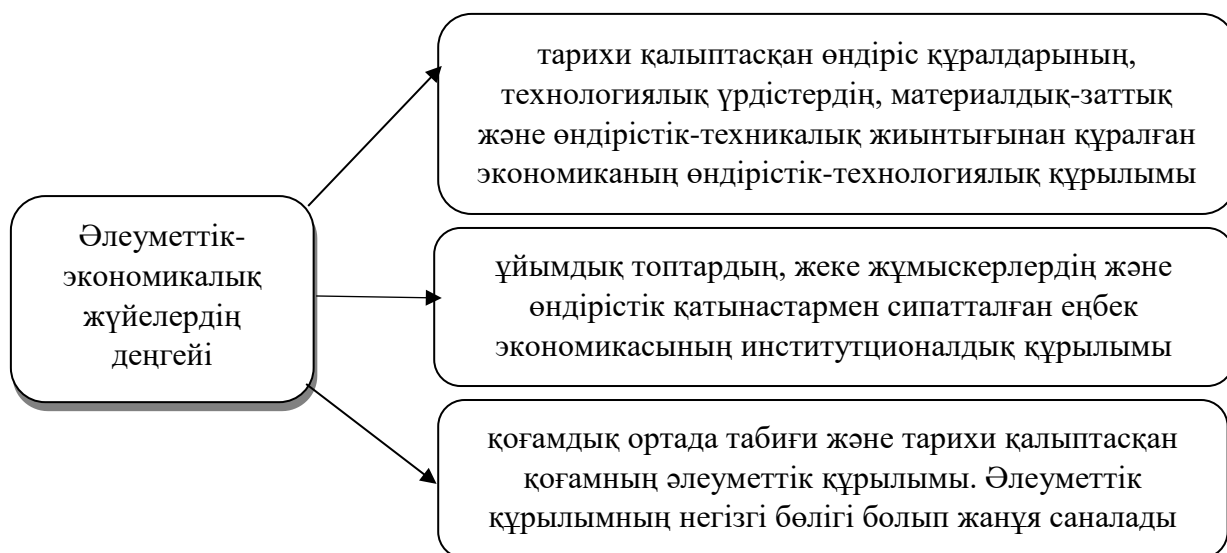 тарихи қалыптасқан өндіріс құралдарының,
технологиялық үрдістердің, материалдық-заттық
және өндірістік-техникалық жиынтығынан құралған
экономиканың өндірістік-технологиялық құрылымы
Әлеуметтік-
экономикалық
жүйелердің
деңгейі
ұйымдық топтардың, жеке жұмыскерлердің және
өндірістік қатынастармен сипатталған еңбек
экономикасының институтционалдық құрылымы
қоғамдық ортада табиғи және тарихи қалыптасқан
қоғамның әлеуметтік құрылымы. Әлеуметтік
құрылымның негізгі бөлігі болып жанұя саналады